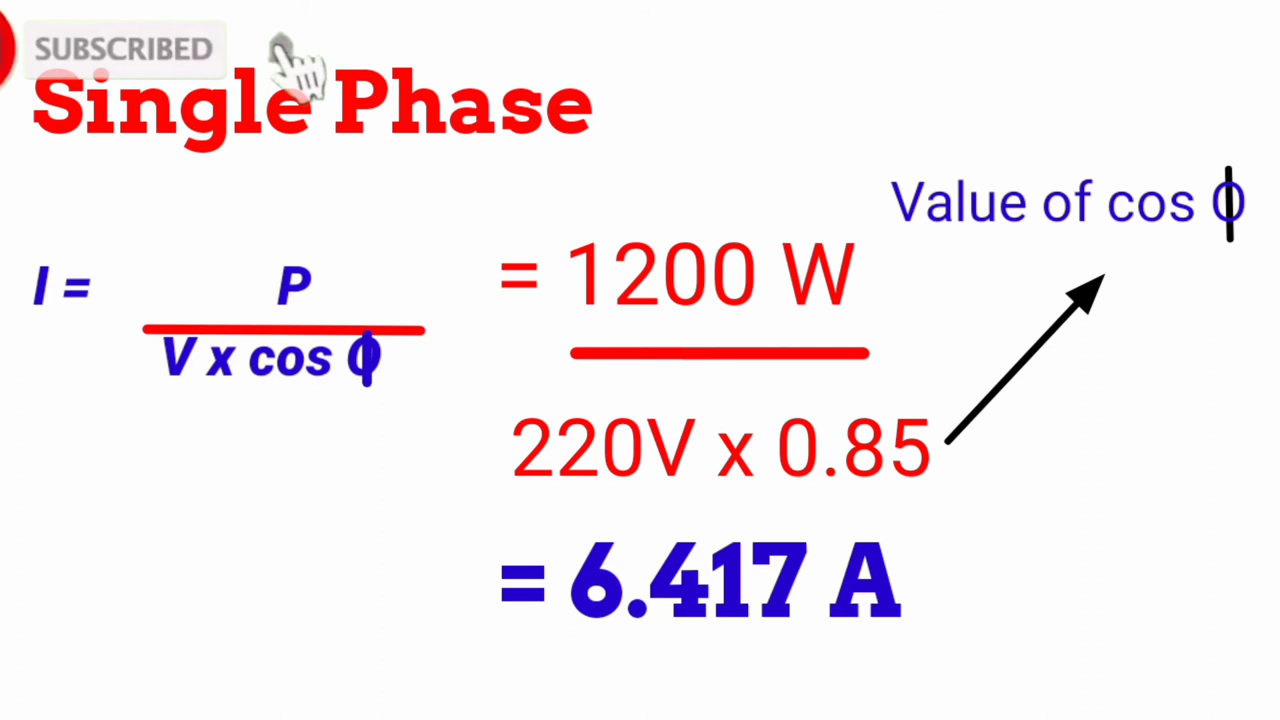 SUBSCRIBED
Single Phase
Value of cos Φ
I = P
V x cos Φ
= 1200 W
220V x 0.85
= 6.417 A